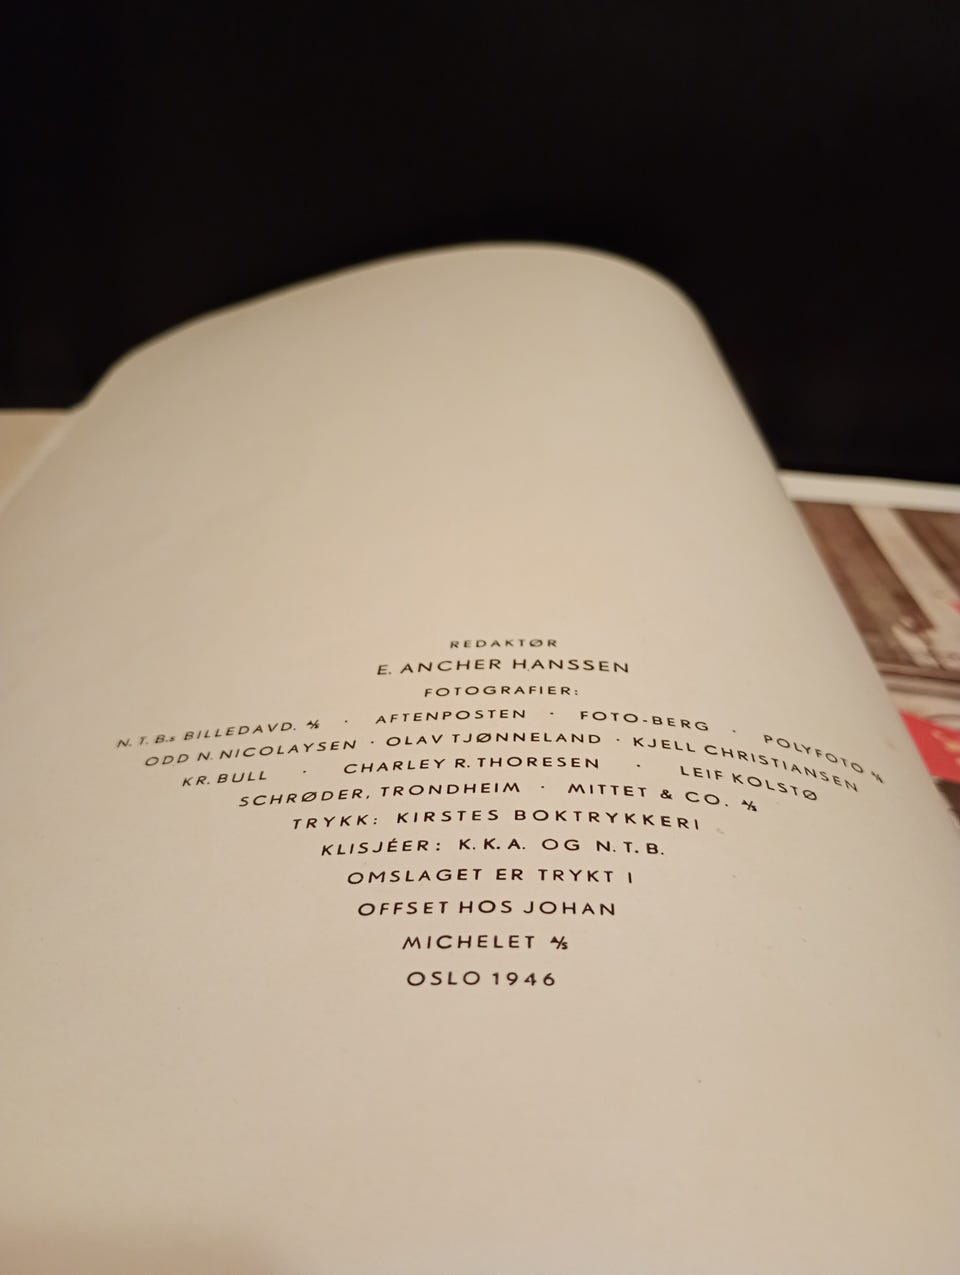 REDAKTØR
E. ANCHER HANSSEN
FOTOGRAFIER:
N. T. B.s BILLEDAVD. A/S · AFTENPOSTEN · FOTO-BERG · POLYFOTO A/S
ODD N. NICOLAYSEN · OLAV TJØNNELAND · KJELL CHRISTIANSEN
KR. BULL · CHARLEY R. THORESEN · LEIF KOLSTØ
SCHRØDER, TRONDHEIM · MITTET & CO. A/S
TRYKK: KIRSTES BOKTRYKKERI
KLISJÉER: K. K. A. OG N. T. B.
OMSLAGET ER TRYKT I
OFFSET HOS JOHAN
MICHELET A/S
OSLO 1946